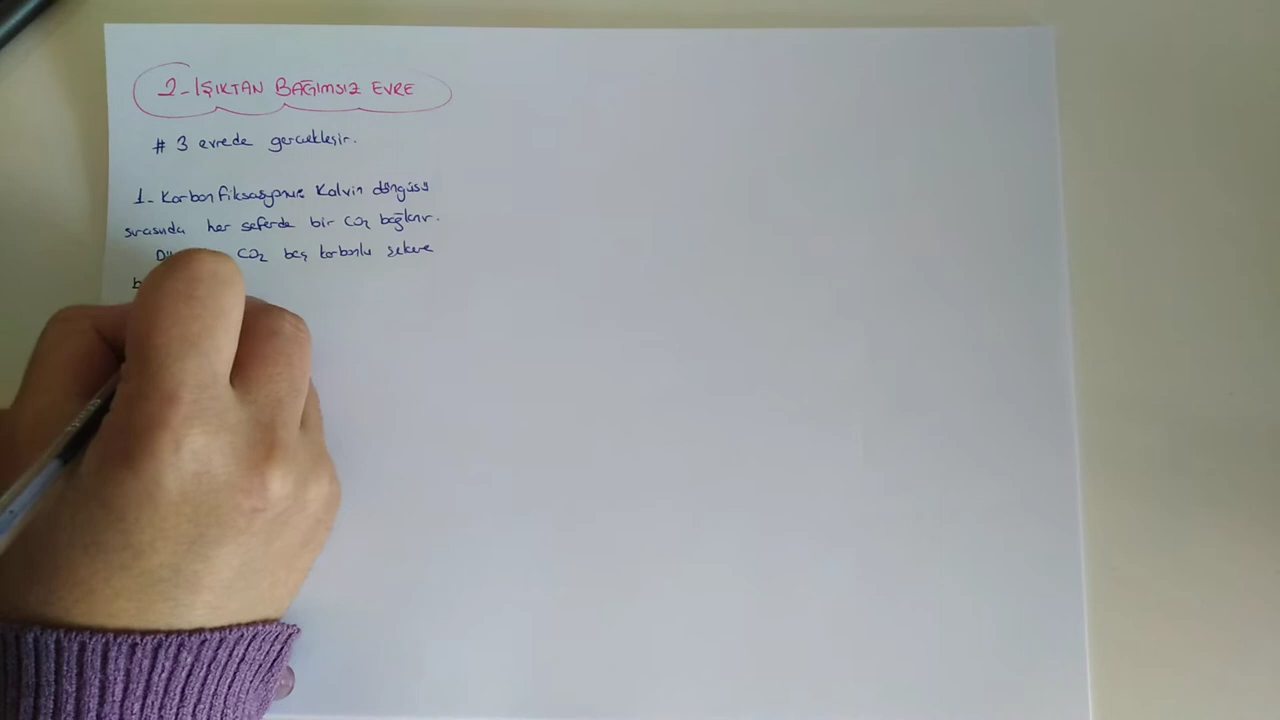 2-IŞIKTAN BAĞIMSIZ EVRE
# 3 evrede gerçekleşir.
1- Karbon fiksasyonu: Kalvin döngüsü
sırasında her seferde bir CO₂ bağlanır.
CO₂ beş karbonlu şekere